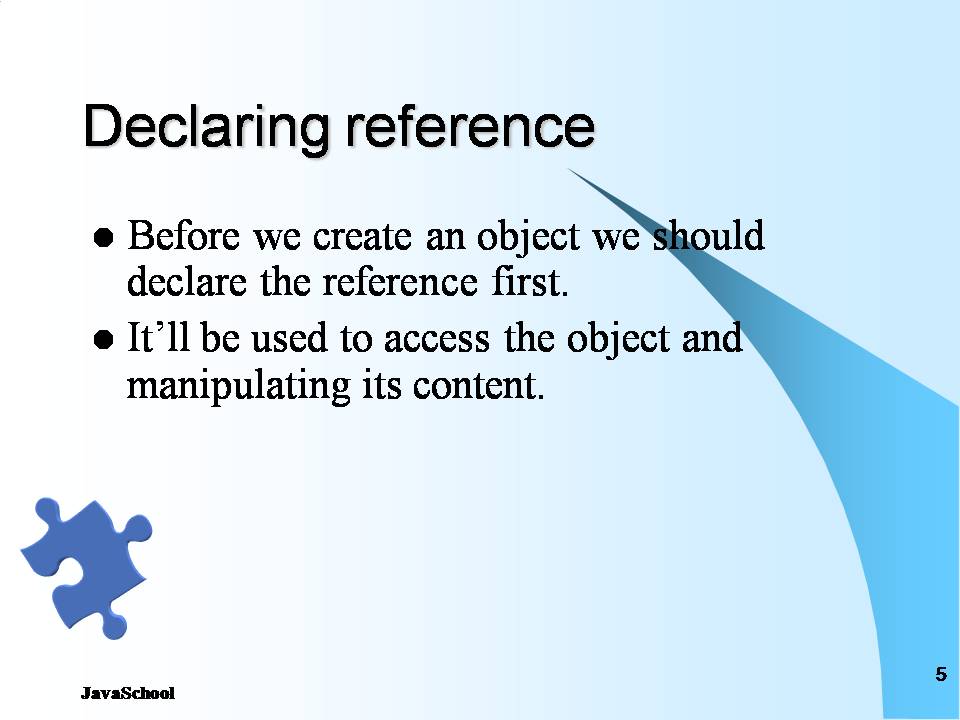 Declaring reference
Before we create an object we should
declare the reference first.
It’ll be used to access the object and
manipulating its content.
5
JavaSchool